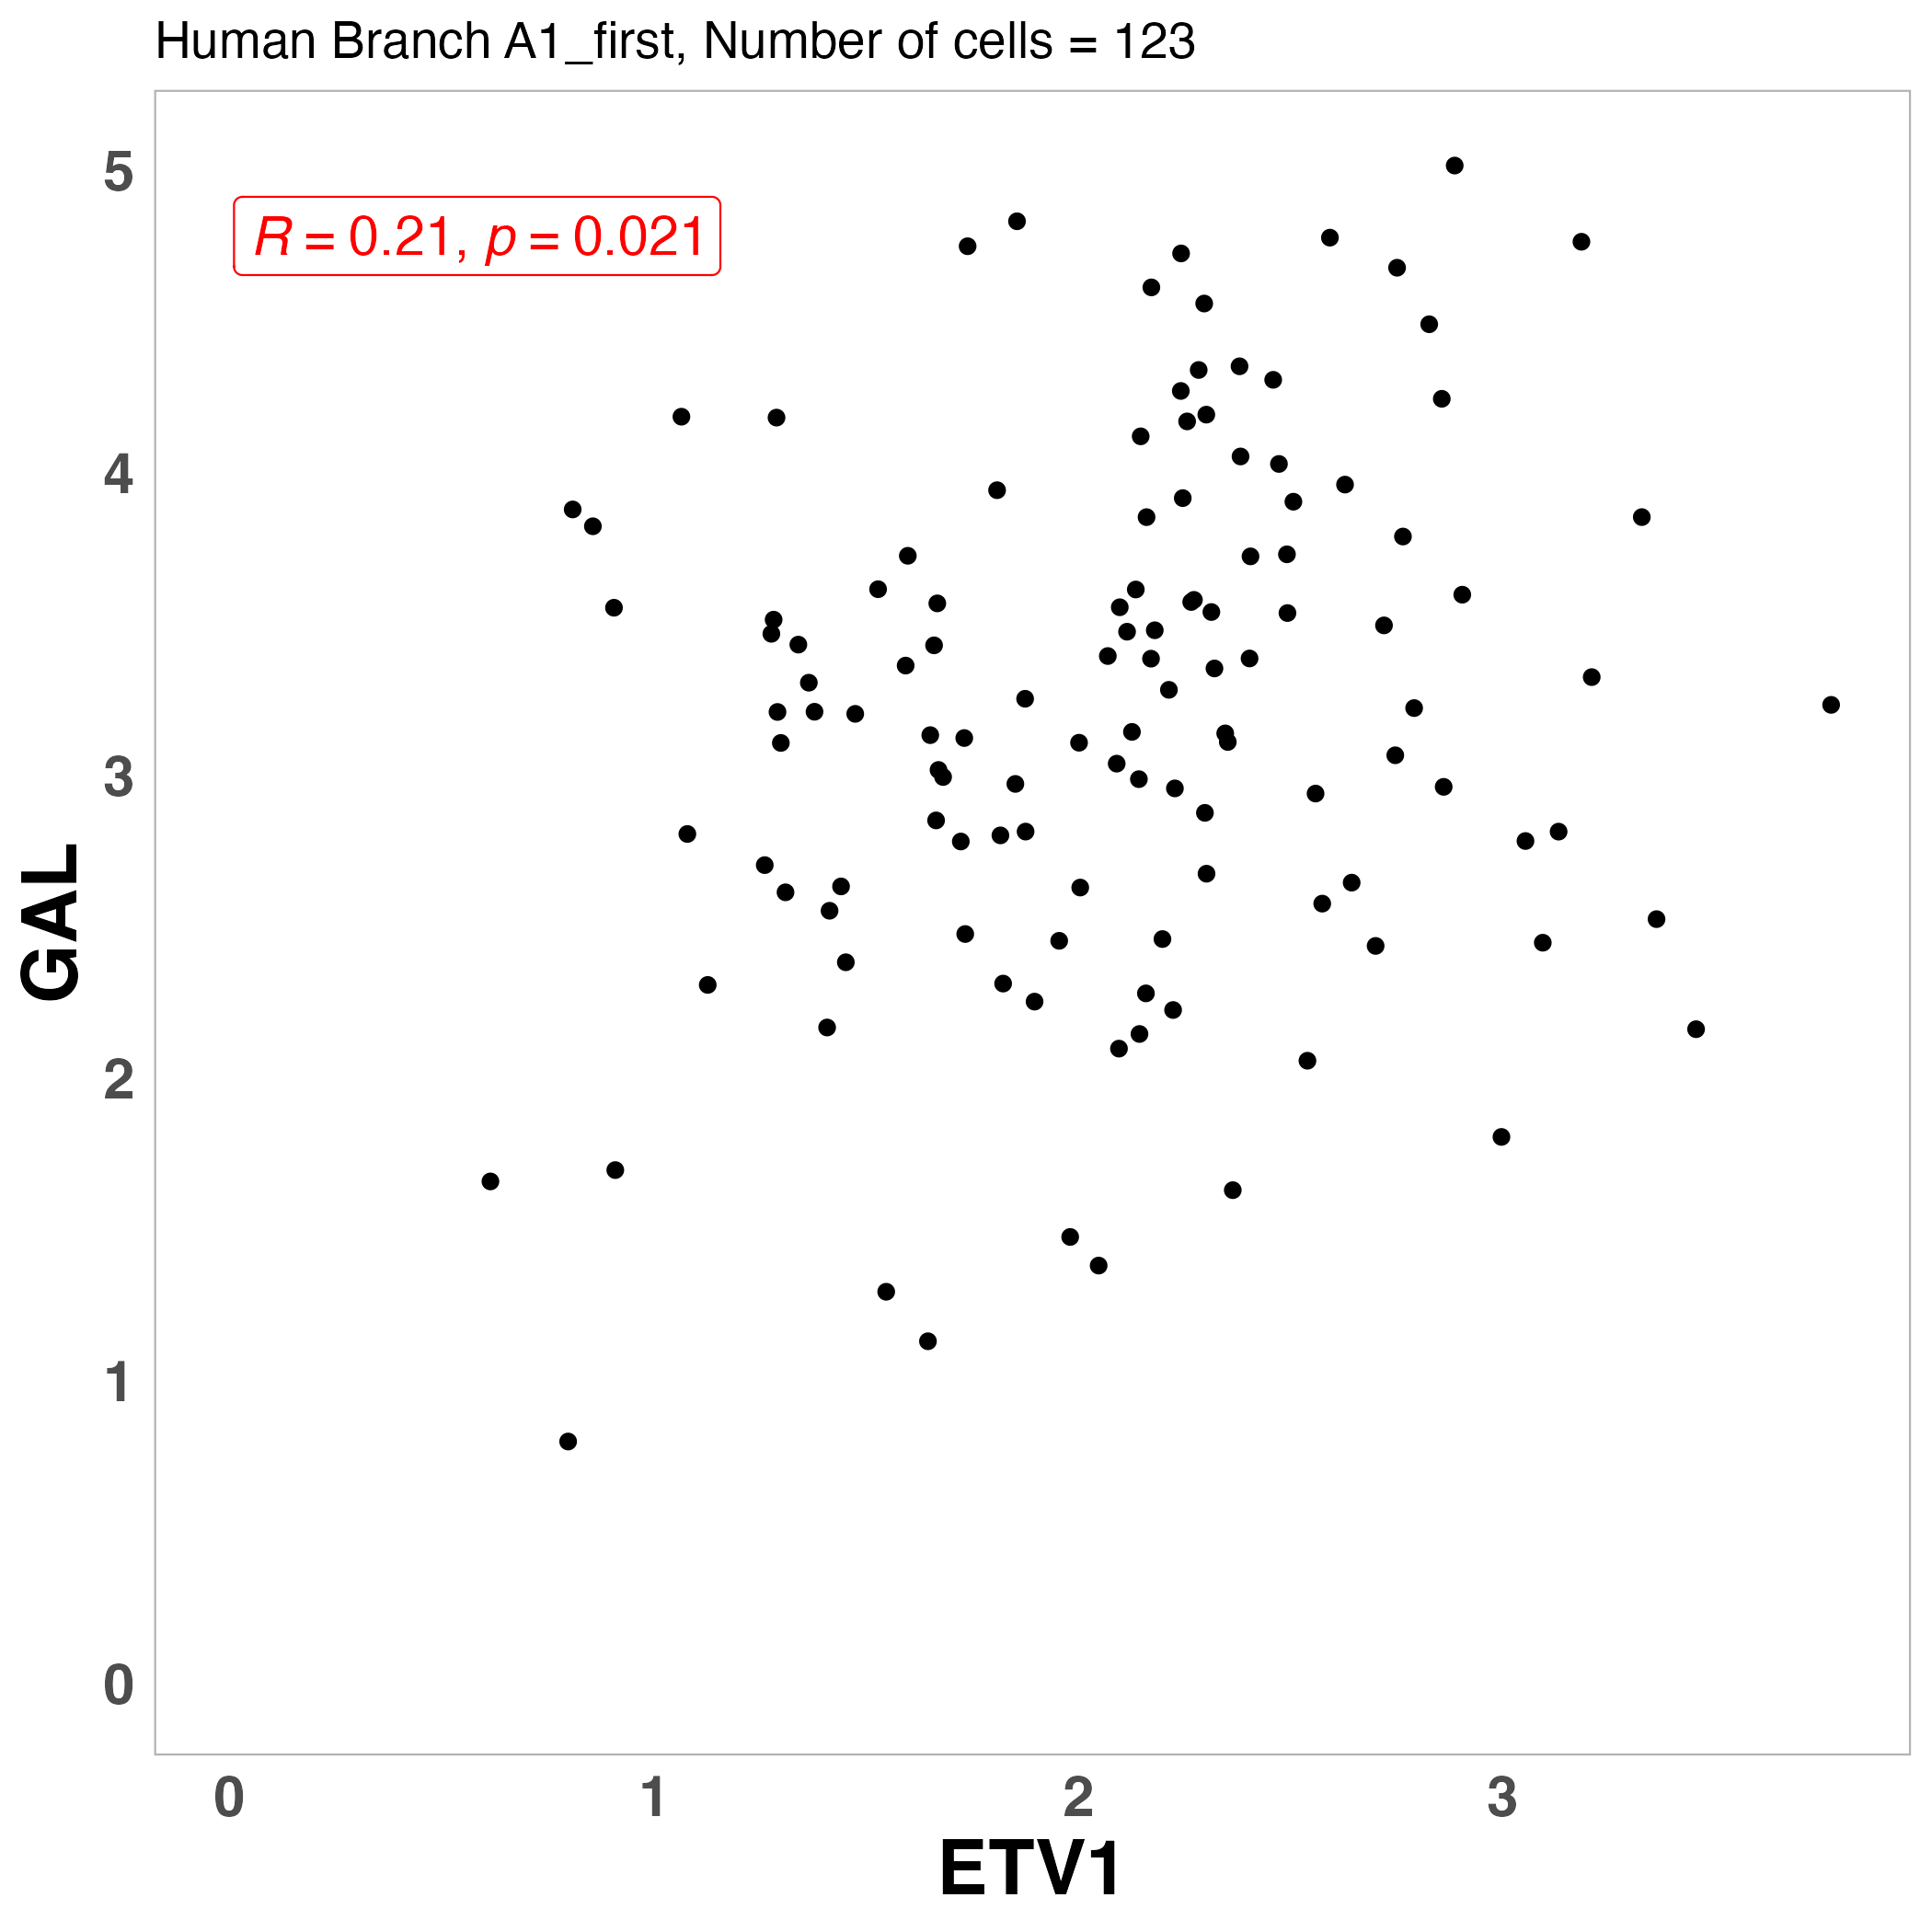 Human Branch A1_first, Number of cells = 123
R = 0.21, p = 0.021
5
4
3
2
1
0
GAL
0 1 2 3
ETV1